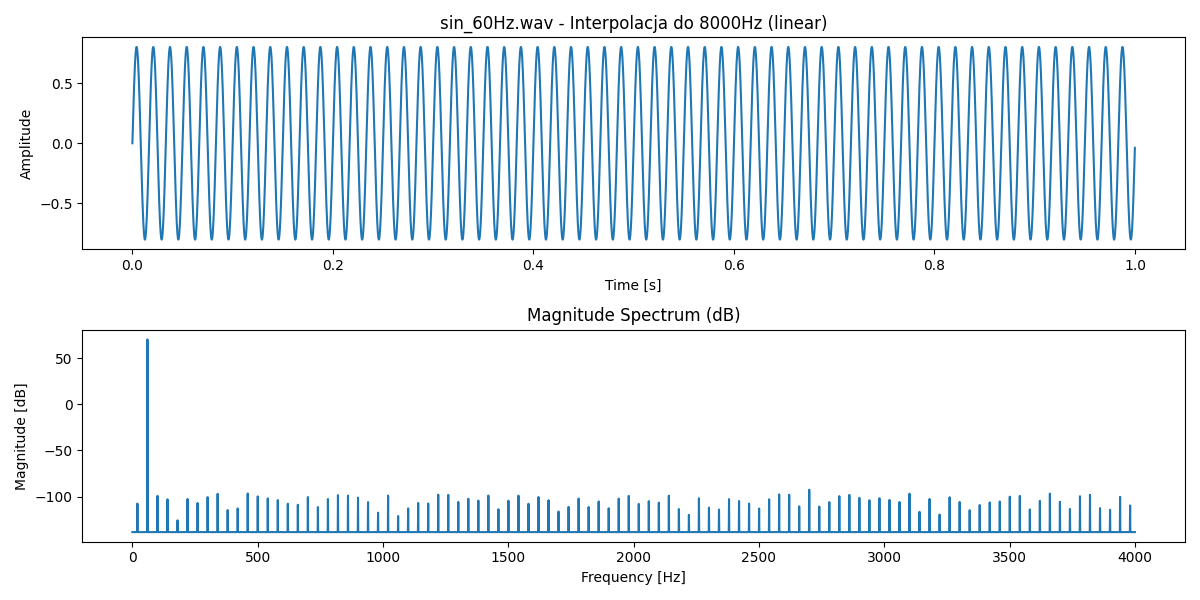 sin_60Hz.wav - Interpolacja do 8000Hz (linear)
Amplitude
0.5
0.0
−0.5
0.0 0.2 0.4 0.6 0.8 1.0
Time [s]
Magnitude Spectrum (dB)
Magnitude [dB]
50
0
−50
−100
0 500 1000 1500 2000 2500 3000 3500 4000
Frequency [Hz]